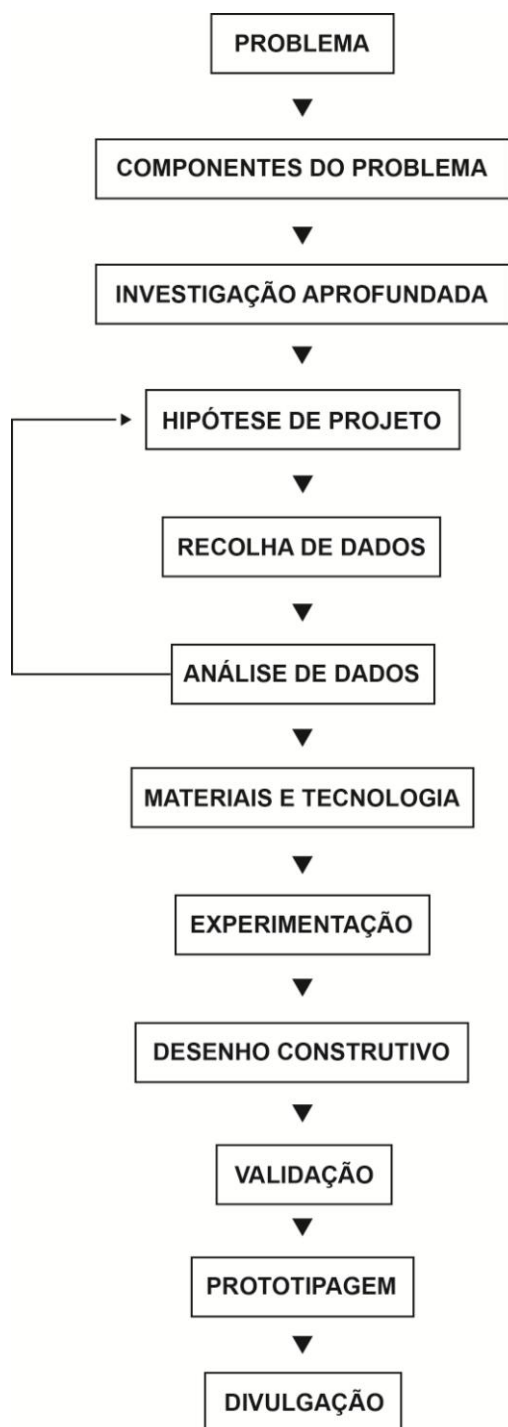 PROBLEMA
COMPONENTES DO PROBLEMA
INVESTIGAÇÃO APROFUNDADA
HIPÓTESE DE PROJETO
RECOLHA DE DADOS
ANÁLISE DE DADOS
MATERIAIS E TECNOLOGIA
EXPERIMENTAÇÃO
DESENHO CONSTRUTIVO
VALIDAÇÃO
PROTOTIPAGEM
DIVULGAÇÃO